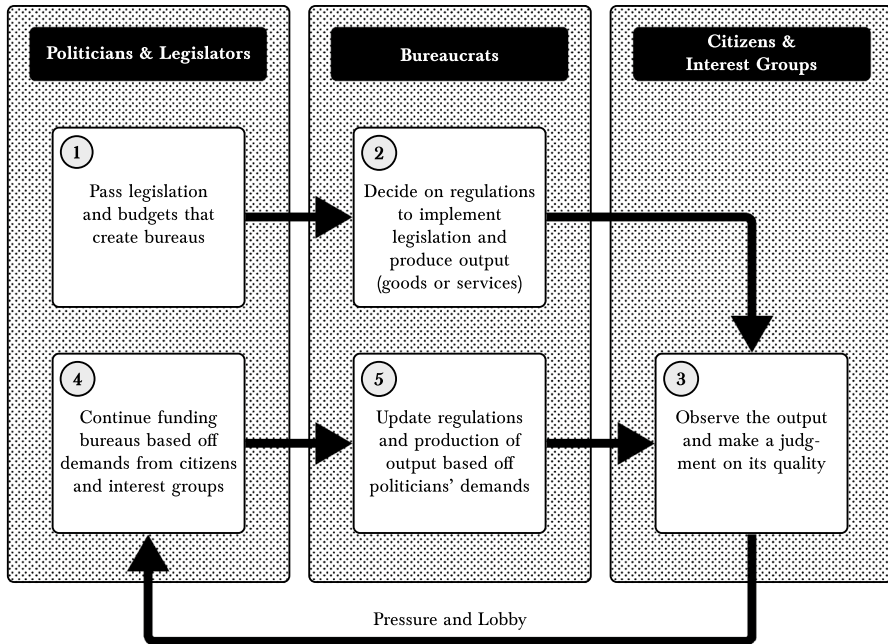 Politicians & Legislators
Bureaucrats
Citizens &
Interest Groups
1
Pass legislation
and budgets that
create bureaus
2
Decide on regulations
to implement
legislation and
produce output
(goods or services)
4
Continue funding
bureaus based off
demands from citizens
and interest groups
5
Update regulations
and production of
output based off
politicians’ demands
3
Observe the output
and make a judg-
ment on its quality
Pressure and Lobby